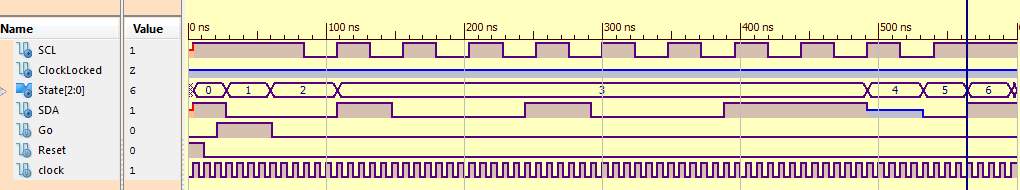 Name Value 0 ns 100 ns 200 ns 300 ns 400 ns 500 ns
SCL 1
ClockLocked Z
State[2:0] 6 0 1 2 3 4 5 6
SDA 1
Go 0
Reset 0
clock 1